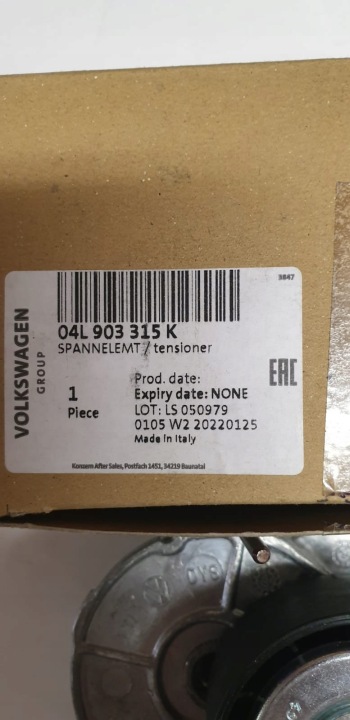 3847
04L 903 315 K
SPANNELEMT / tensioner
VOLKSWAGEN
GROUP
1
Piece
Prod. date:
Expiry date: NONE
LOT: LS 050979
0105 W2 20220125
Made in Italy
EAC
Konzern After Sales, Postfach 1451, 34219 Baunatal
CYS